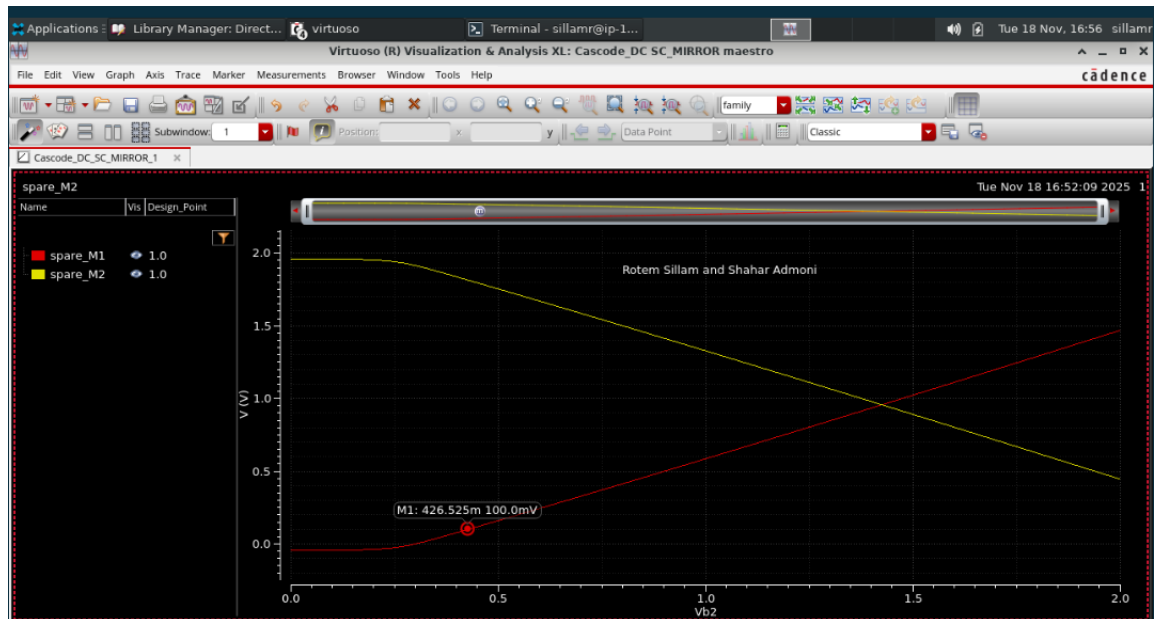 Applications Library Manager: Direct... virtuoso Terminal - sillamr@ip-1... Tue 18 Nov, 16:56 sillamr
Virtuoso (R) Visualization & Analysis XL: Cascode_DC SC_MIRROR maestro
File Edit View Graph Axis Trace Marker Measurements Browser Window Tools Help cādence
family
Subwindow: 1 Position: x y Data Point Classic
Cascode_DC_SC_MIRROR_1
spare_M2 Tue Nov 18 16:52:09 2025 1
Name Vis Design_Point
spare_M1 1.0
spare_M2 1.0
Rotem Sillam and Shahar Admoni
2.0
1.5
1.0
0.5
0.0
V (V)
M1: 426.525m 100.0mV
0.0 0.5 1.0 1.5 2.0
Vb2